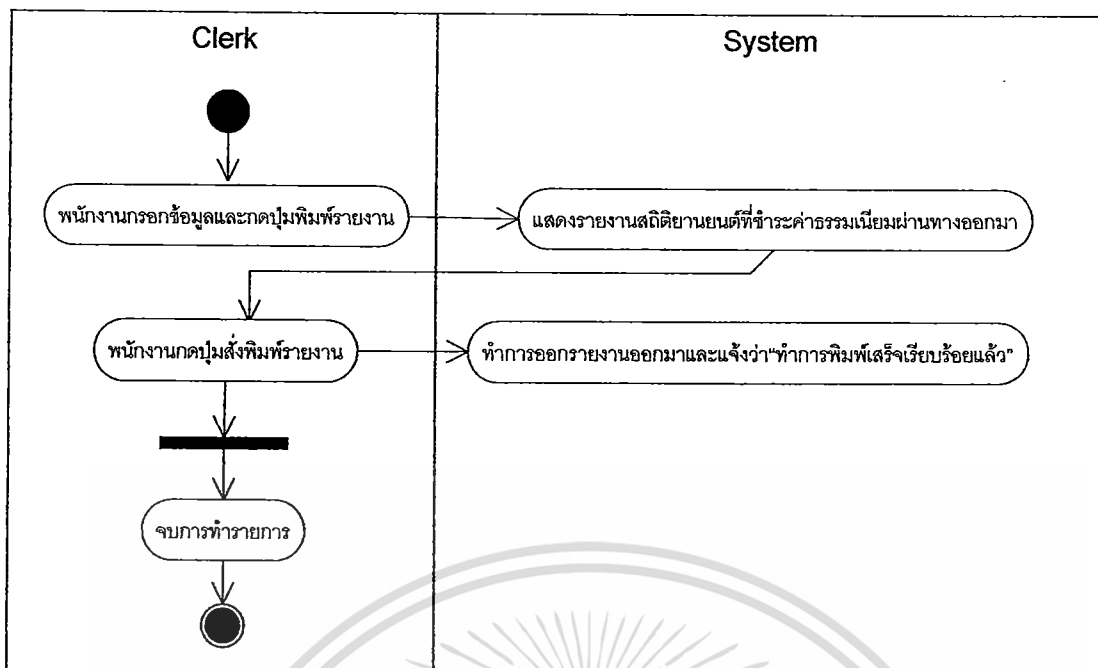 Clerk
System
พนักงานกรอกข้อมูลและกดปุ่มพิมพ์รายงาน
แสดงรายงานสถิติยานยนต์ที่ชำระค่าธรรมเนียมผ่านทางออกมา
พนักงานกดปุ่มสั่งพิมพ์รายงาน
ทำการออกรายงานออกมาและแจ้งว่า“ทำการพิมพ์เสร็จเรียบร้อยแล้ว”
จบการทำรายการ